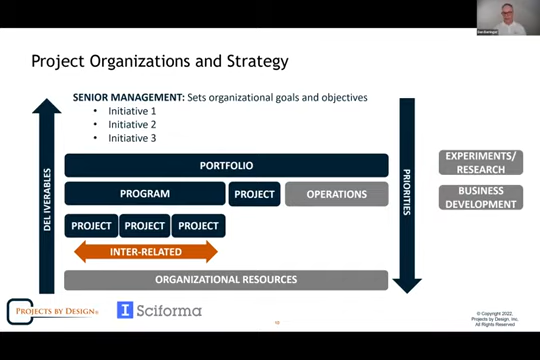 Project Organizations and Strategy
SENIOR MANAGEMENT: Sets organizational goals and objectives
• Initiative 1
• Initiative 2
• Initiative 3
DELIVERABLES
PORTFOLIO
PROGRAM
PROJECT
OPERATIONS
PROJECT
PROJECT
PROJECT
INTER-RELATED
ORGANIZATIONAL RESOURCES
PRIORITIES
EXPERIMENTS/
RESEARCH
BUSINESS
DEVELOPMENT
PROJECTS BY DESIGN®
Sciforma
© Copyright 2022.
Projects by Design, Inc.
All Rights Reserved